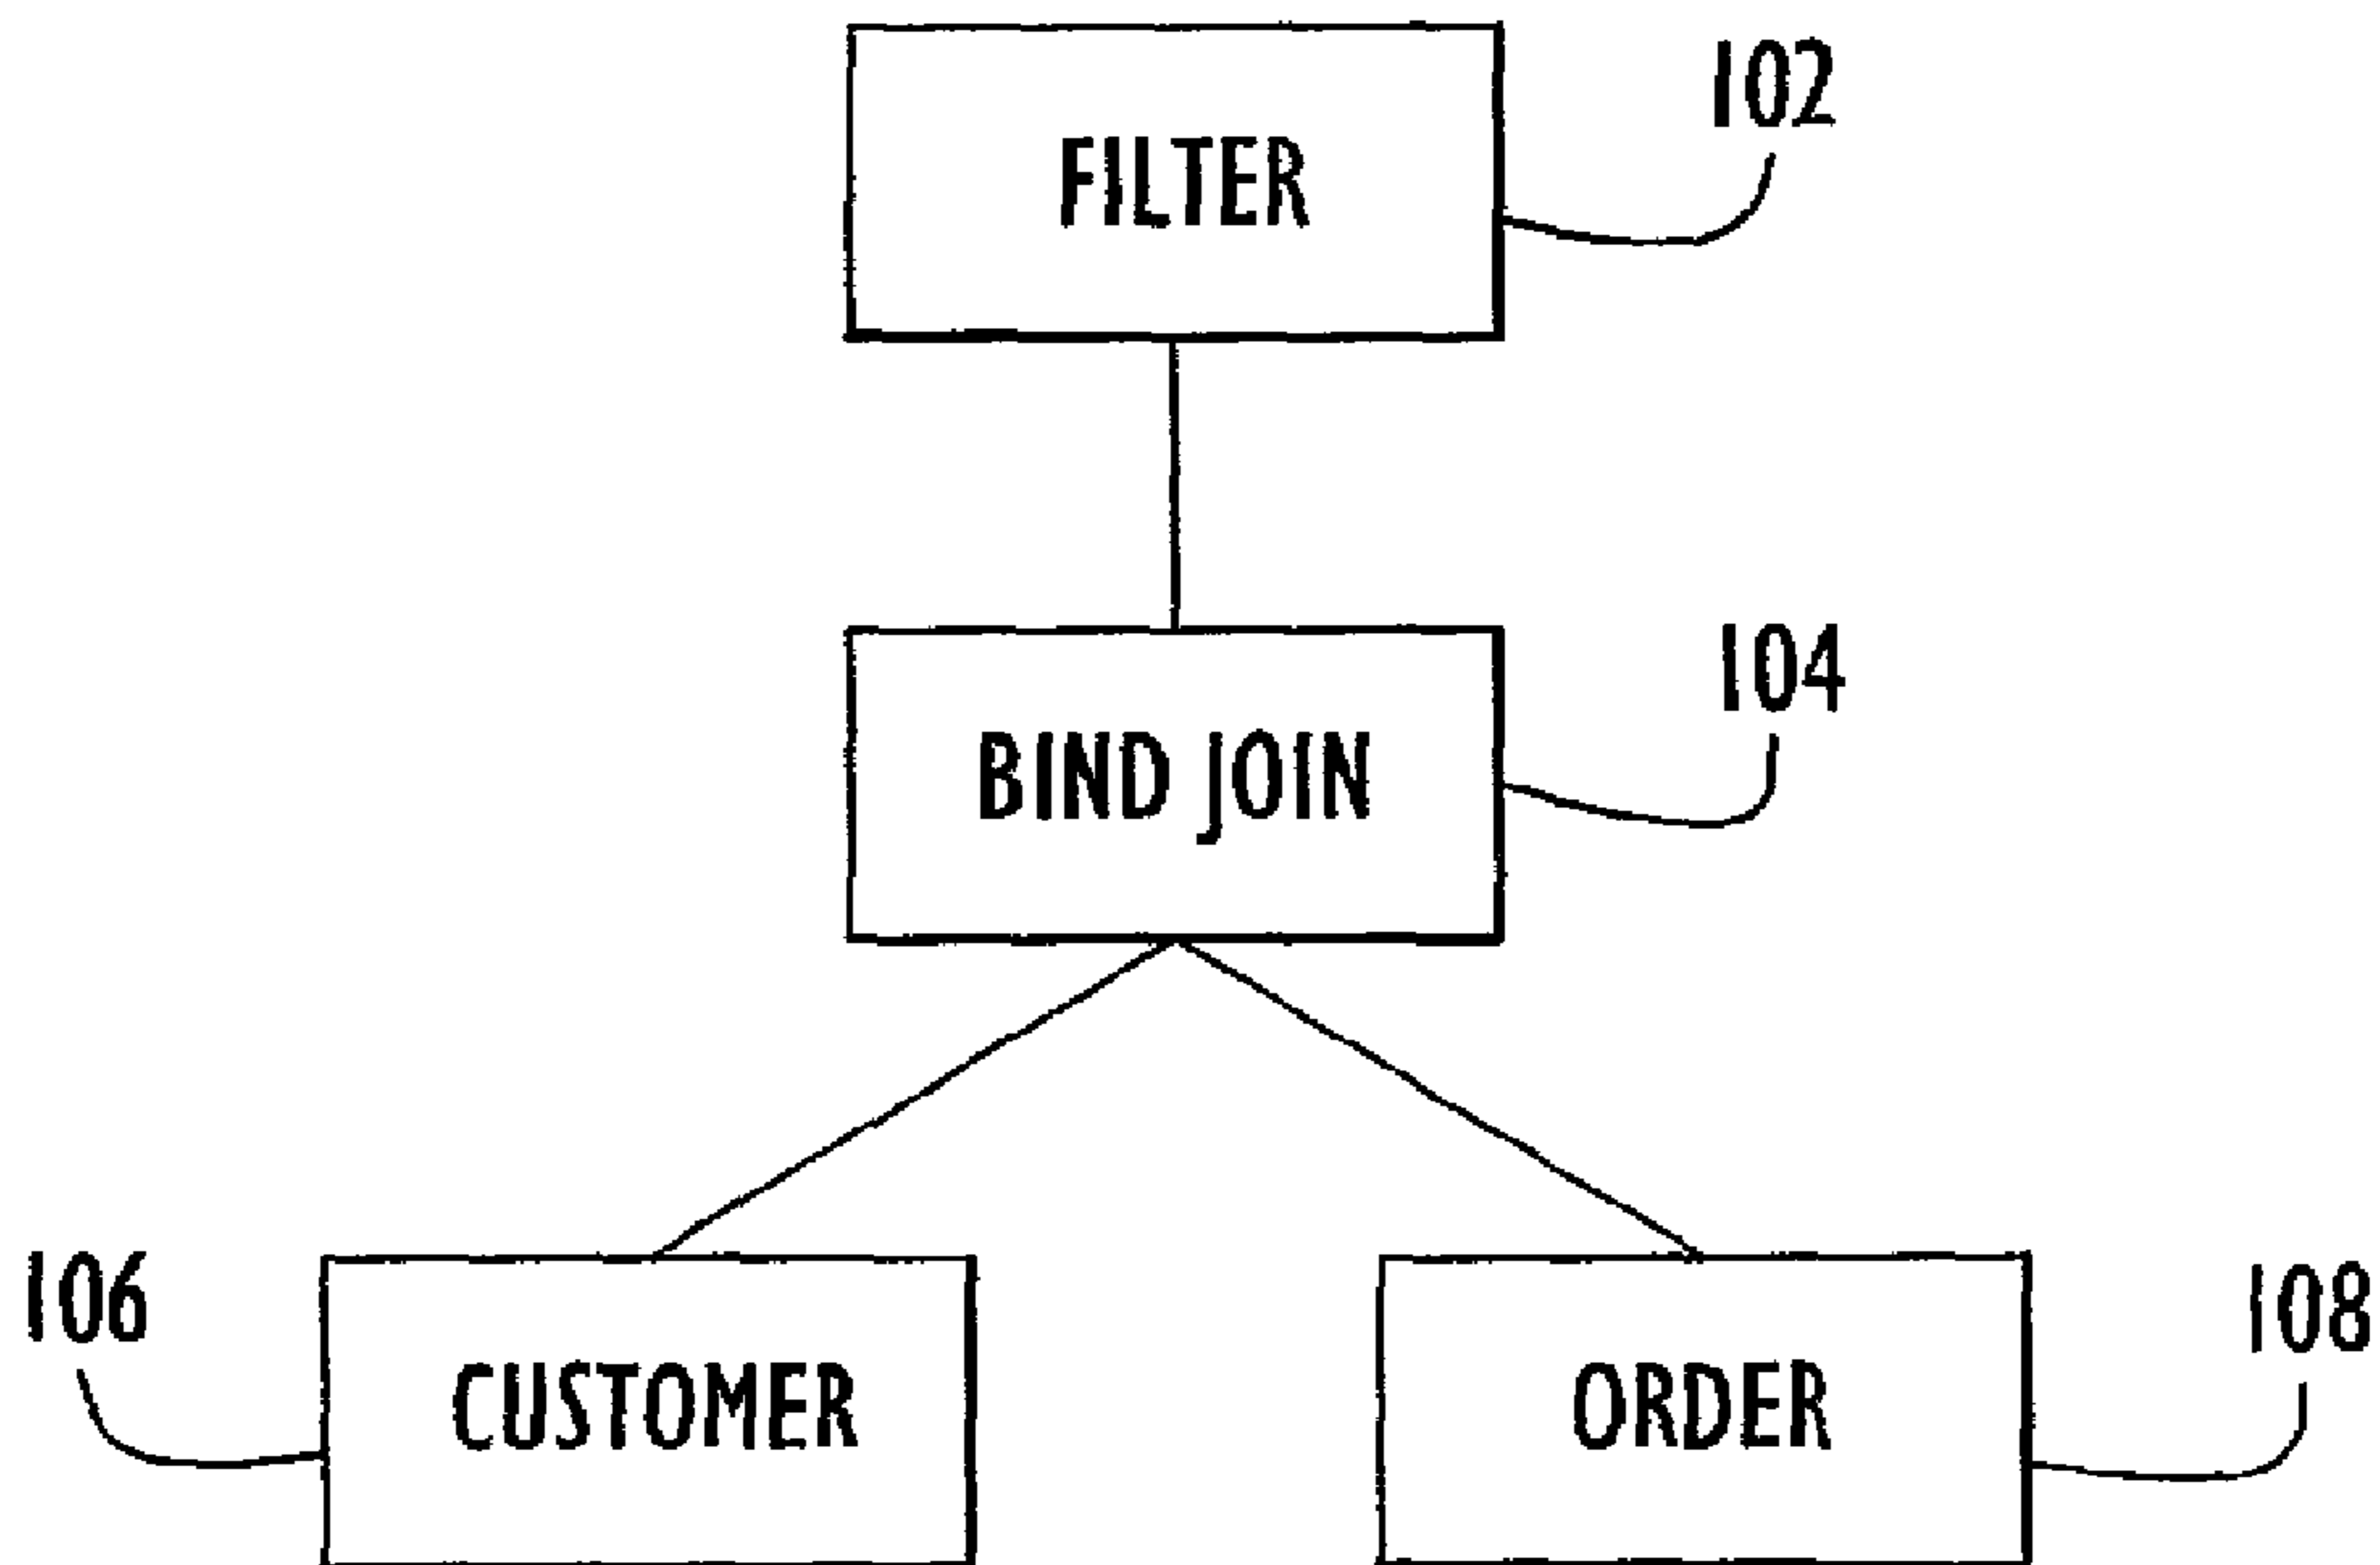 FILTER
102
BIND JOIN
104
106
CUSTOMER
ORDER
108